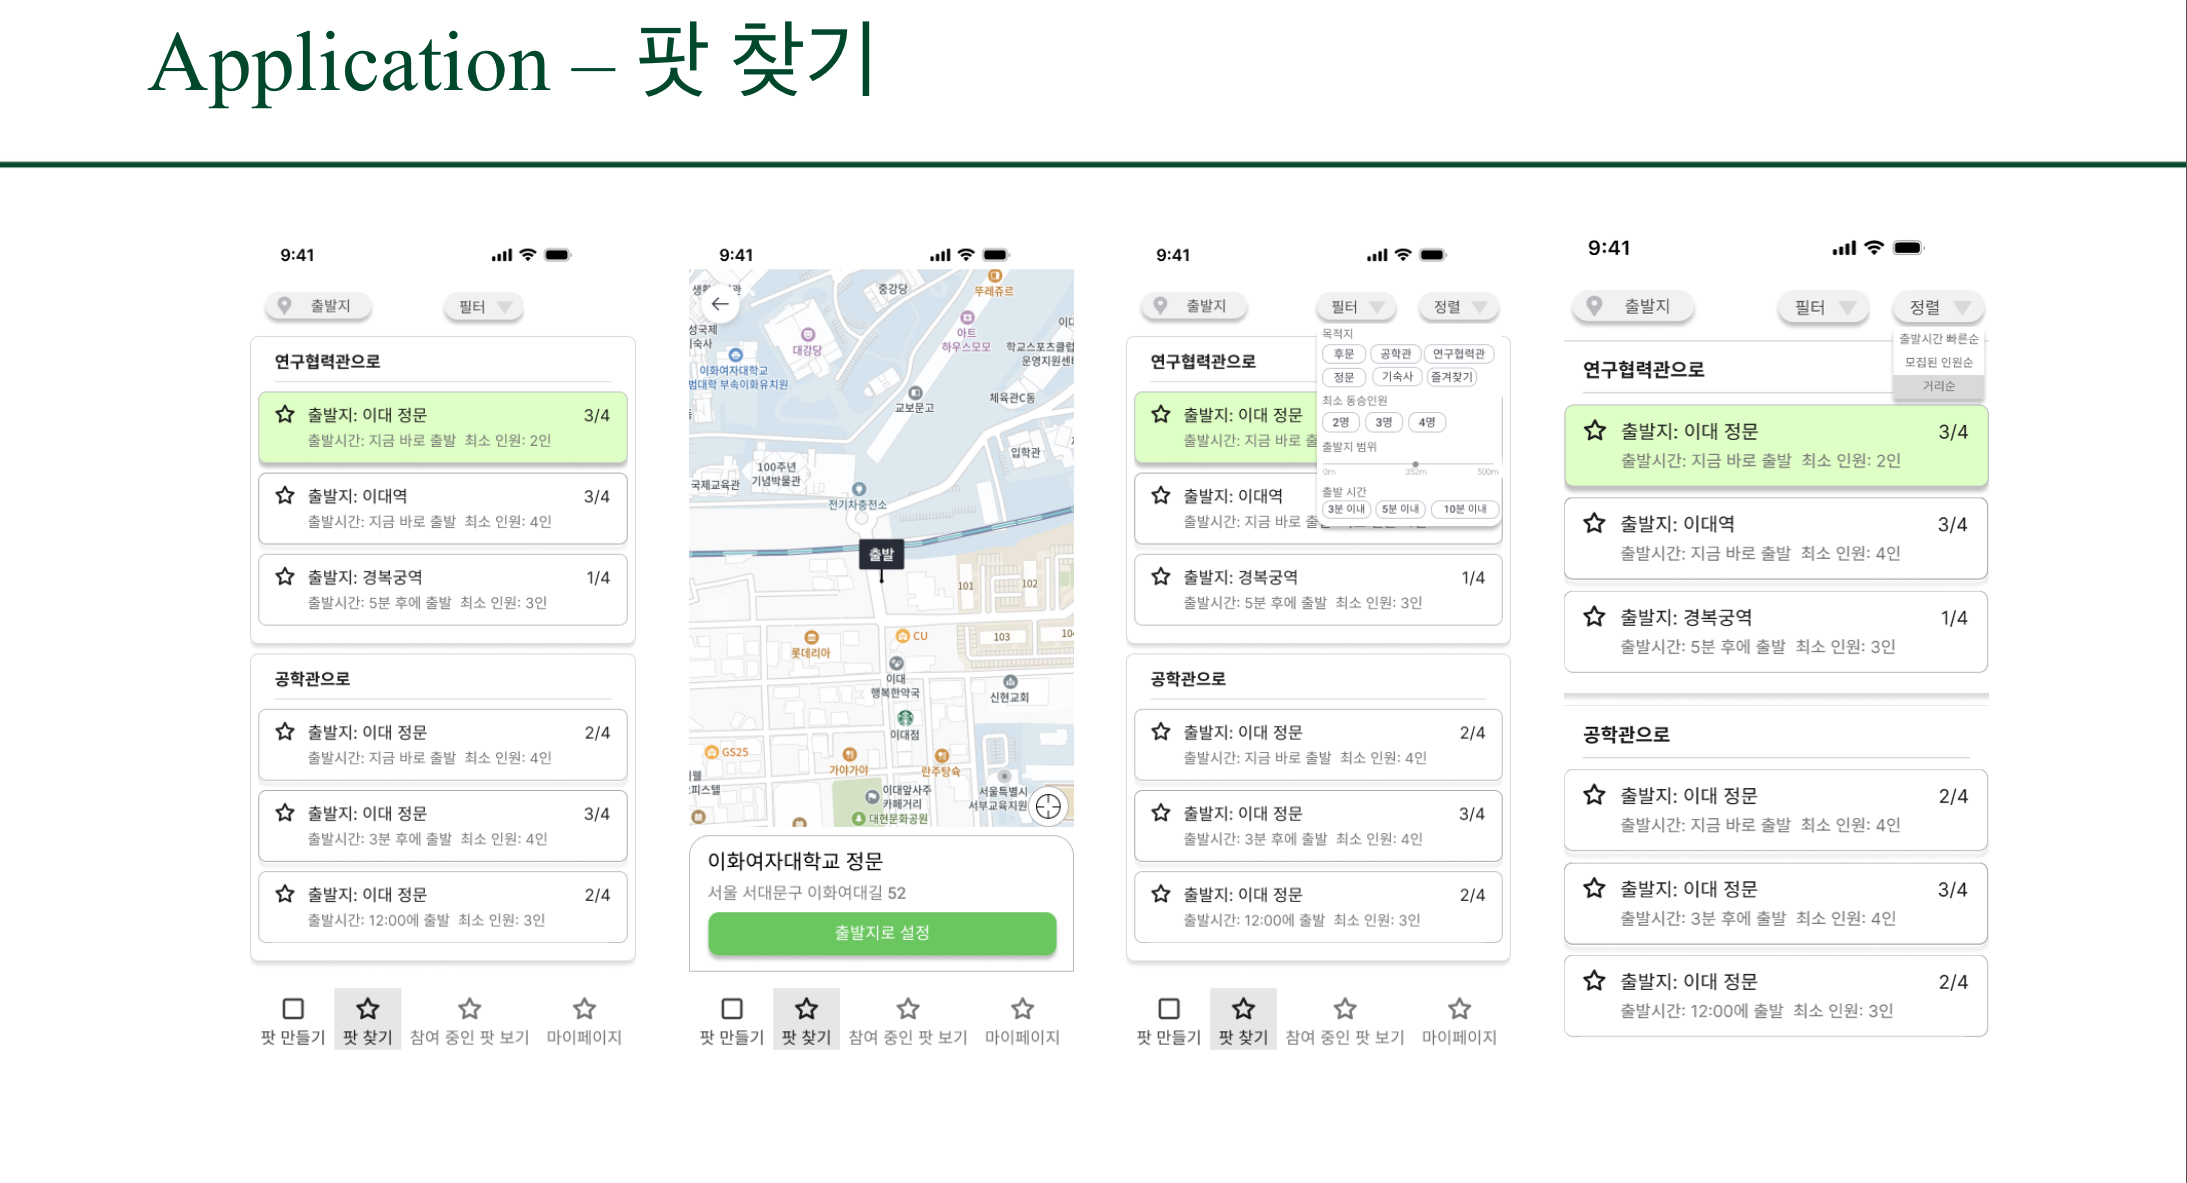 Application – 팟 찾기
9:41
출발지
필터
연구협력관으로
출발지: 이대 정문
3/4
출발시간: 지금 바로 출발 최소 인원: 2인
출발지: 이대역
3/4
출발시간: 지금 바로 출발 최소 인원: 4인
출발지: 경복궁역
1/4
출발시간: 5분 후에 출발 최소 인원: 3인
공학관으로
출발지: 이대 정문
2/4
출발시간: 지금 바로 출발 최소 인원: 4인
출발지: 이대 정문
3/4
출발시간: 3분 후에 출발 최소 인원: 4인
출발지: 이대 정문
2/4
출발시간: 12:00에 출발 최소 인원: 3인
팟 만들기
팟 찾기
참여 중인 팟 보기
마이페이지
9:41
중강당
뚜레쥬르
성국제
기숙사
대강당
아트
하우스모모
이대
학교스포츠클럽
운영지원센터
이화여자대학교
범대학 부속이화유치원
교보문고
체육관C동
입학관
100주년
기념박물관
국제교육관
전기차충전소
출발
101
102
CU
103
104
롯데리아
이대
행복한약국
신현교회
이대점
GS25
가야가야
란주탕슉
이대앞사주
카페거리
서울특별시
서부교육지원
대현문화공원
이화여자대학교 정문
서울 서대문구 이화여대길 52
출발지로 설정
팟 만들기
팟 찾기
참여 중인 팟 보기
마이페이지
9:41
출발지
필터
정렬
목적지
후문
공학관
연구협력관
정문
기숙사
즐겨찾기
최소 동승인원
2명
3명
4명
출발지 범위
0m
352m
500m
출발 시간
3분 이내
5분 이내
10분 이내
연구협력관으로
출발지: 이대 정문
출발시간: 지금 바로 출
출발지: 이대역
출발시간: 지금 바로 출
출발지: 경복궁역
1/4
출발시간: 5분 후에 출발 최소 인원: 3인
공학관으로
출발지: 이대 정문
2/4
출발시간: 지금 바로 출발 최소 인원: 4인
출발지: 이대 정문
3/4
출발시간: 3분 후에 출발 최소 인원: 4인
출발지: 이대 정문
2/4
출발시간: 12:00에 출발 최소 인원: 3인
팟 만들기
팟 찾기
참여 중인 팟 보기
마이페이지
9:41
출발지
필터
정렬
출발시간 빠른순
모집된 인원순
거리순
연구협력관으로
출발지: 이대 정문
3/4
출발시간: 지금 바로 출발 최소 인원: 2인
출발지: 이대역
3/4
출발시간: 지금 바로 출발 최소 인원: 4인
출발지: 경복궁역
1/4
출발시간: 5분 후에 출발 최소 인원: 3인
공학관으로
출발지: 이대 정문
2/4
출발시간: 지금 바로 출발 최소 인원: 4인
출발지: 이대 정문
3/4
출발시간: 3분 후에 출발 최소 인원: 4인
출발지: 이대 정문
2/4
출발시간: 12:00에 출발 최소 인원: 3인